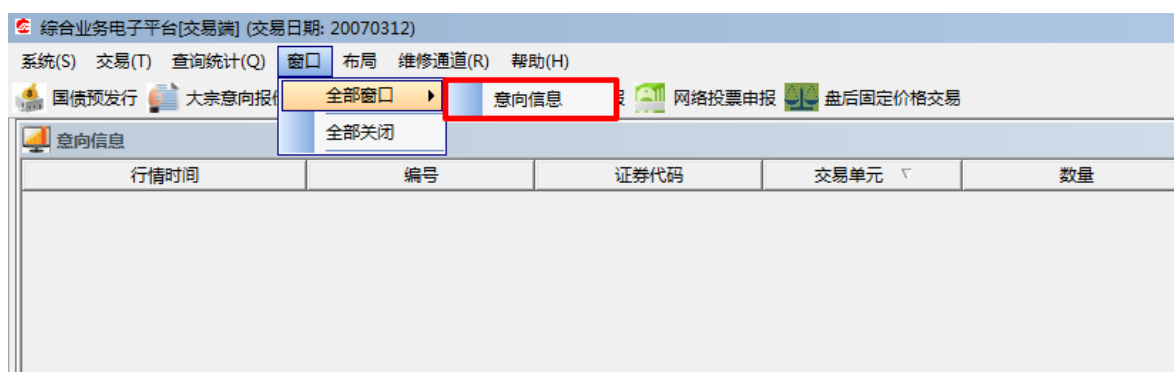 综合业务电子平台[交易端] (交易日期: 20070312)
系统(S) 交易(T) 查询统计(Q) 窗口 布局 维修通道(R) 帮助(H)
国债预发行 大宗意向报 网络投票申报 盘后固定价格交易
全部窗口 意向信息
全部关闭
意向信息
行情时间 编号 证券代码 交易单元 数量